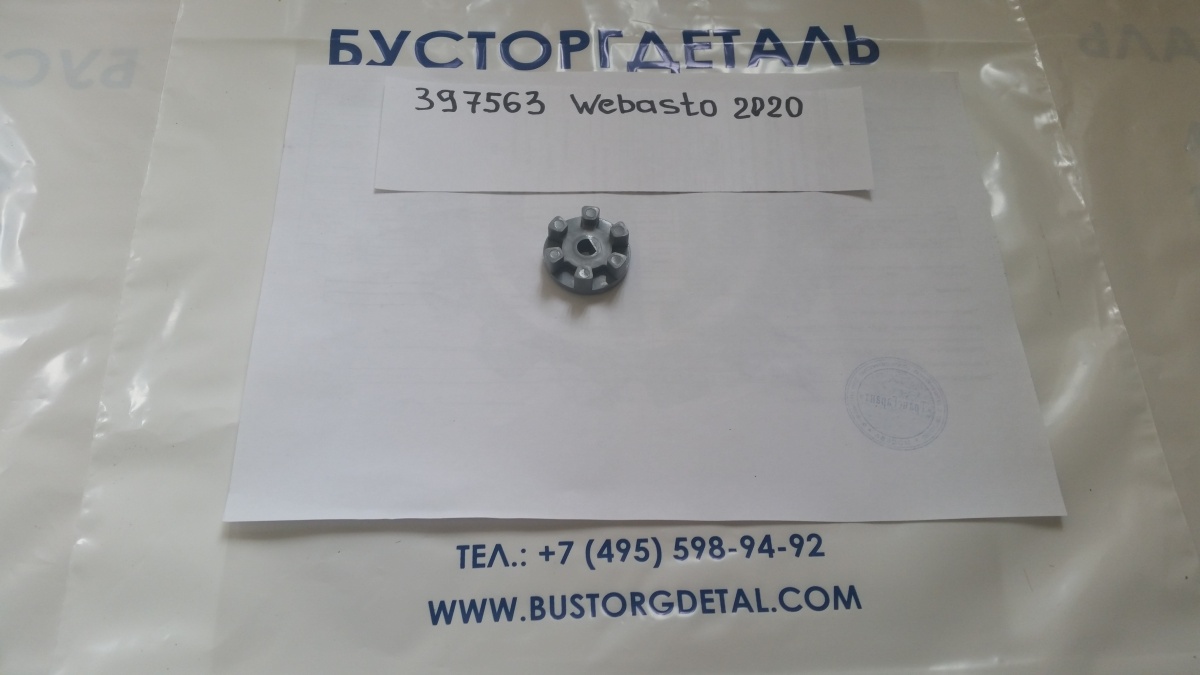 БУСТОРГДЕТАЛЬ
397563 Webasto 2020
ТЕЛ.: +7 (495) 598-94-92
WWW.BUSTORGDETAL.COM